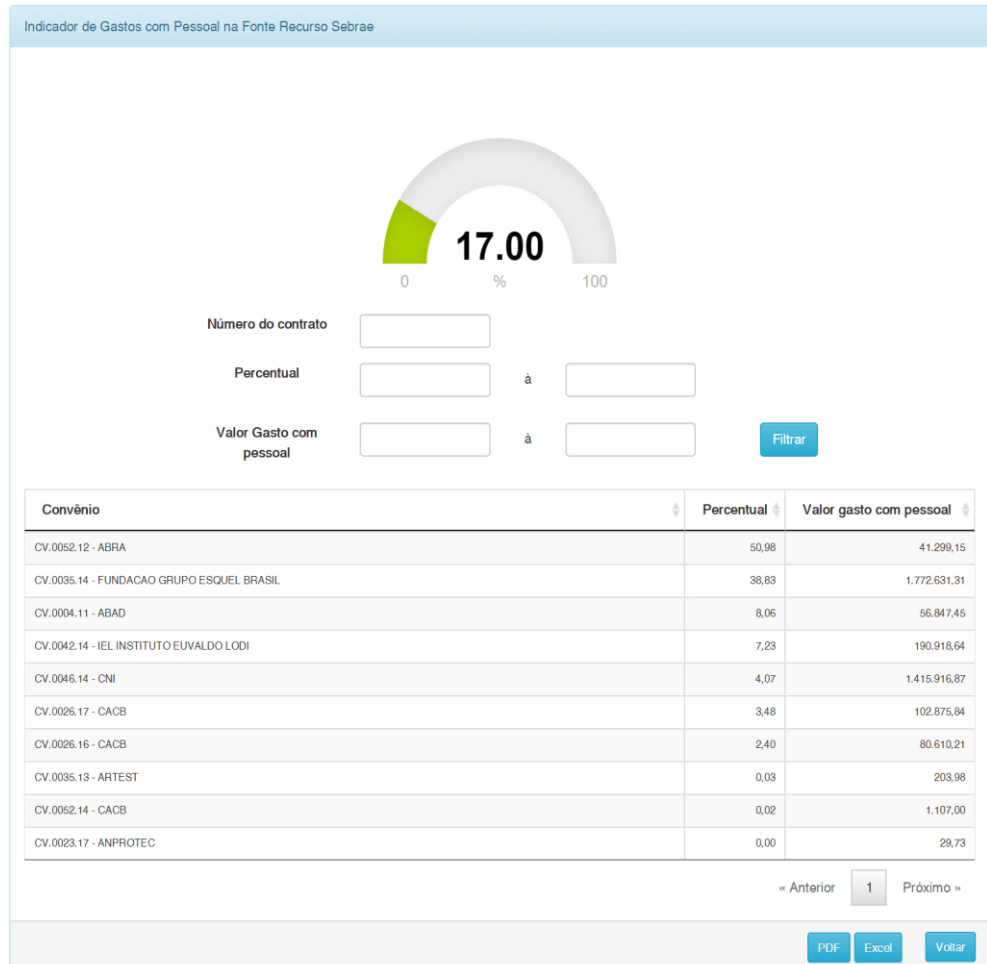 Indicador de Gastos com Pessoal na Fonte Recurso Sebrae
17.00
0 % 100
Número do contrato
Percentual à
Valor Gasto com
pessoal à Filtrar
Convênio Percentual Valor gasto com pessoal
CV.0052.12 - ABRA 50,98 41.299,15
CV.0035.14 - FUNDACAO GRUPO ESQUEL BRASIL 38,83 1.772.631,31
CV.0004.11 - ABAD 8,06 56.847,45
CV.0042.14 - IEL INSTITUTO EUVALDO LODI 7,23 190.918,64
CV.0046.14 - CNI 4,07 1.415.916,87
CV.0026.17 - CACB 3,48 102.875,84
CV.0026.16 - CACB 2,40 80.610,21
CV.0035.13 - ARTEST 0,03 203,98
CV.0052.14 - CACB 0,02 1.107,00
CV.0023.17 - ANPROTEC 0,00 29,73
« Anterior 1 Próximo »
PDF Excel Voltar